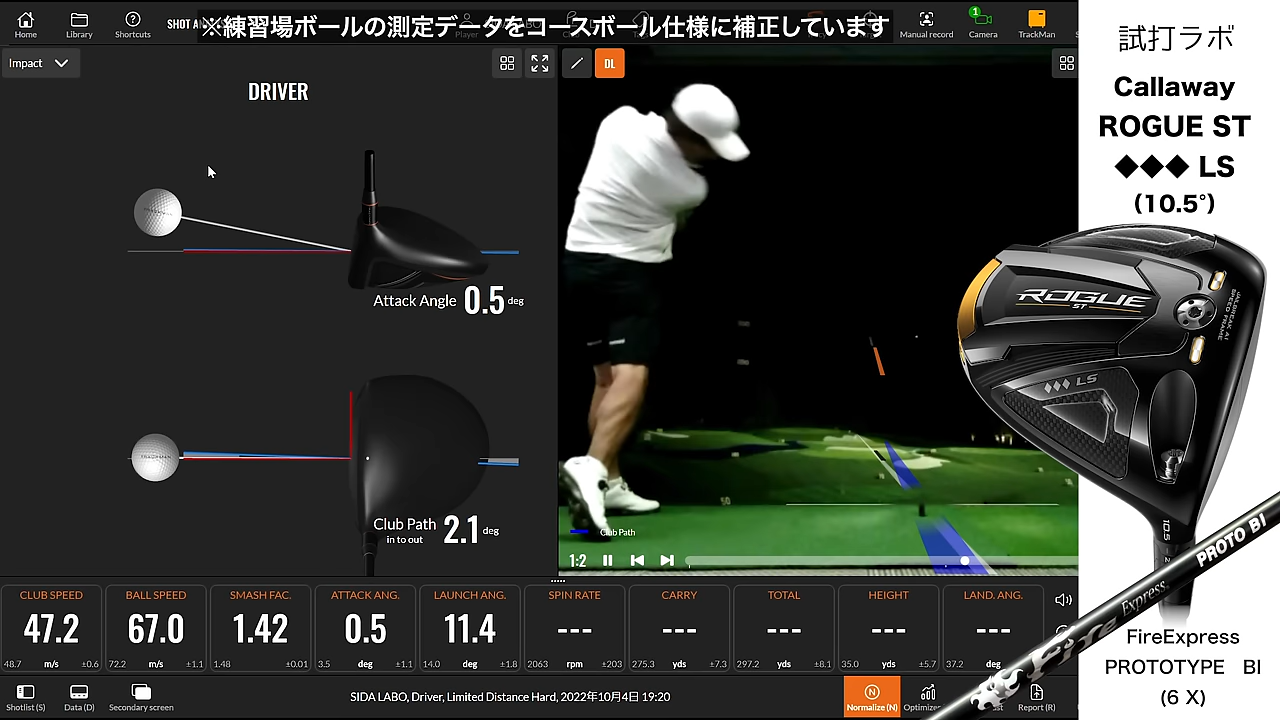 ※練習場ボールの測定データをコースボール仕様に補正しています
Home
Library
Shortcuts
SHOT
Manual record
1
Camera
TrackMan
Impact
DL
DRIVER
Attack Angle 0.5 deg
Club Path 2.1 deg
in to out
50
Club Path
1:2
CLUB SPEED
47.2
48.7 m/s ±0.6
BALL SPEED
67.0
72.2 m/s ±1.1
SMASH FAC.
1.42
1.48 ±0.01
ATTACK ANG.
0.5
3.5 deg ±1.1
LAUNCH ANG.
11.4
14.0 deg ±1.8
SPIN RATE
---
2063 rpm ±203
CARRY
---
275.3 yds ±7.3
TOTAL
---
297.2 yds ±8.1
HEIGHT
---
35.0 yds ±5.7
LAND. ANG.
---
37.2 deg
Shotlist (S)
Data (D)
Secondary screen
SIDA LABO, Driver, Limited Distance Hard, 2022年10月4日 19:20
Normalize (N)
Optimizer
Report (R)
試打ラボ
Callaway
ROGUE ST
◆◆◆ LS
(10.5°)
ROGUE
ST
◆◆◆ LS
10.5
Fire Express
PROTO BI
FireExpress
PROTOTYPE BI
(6 X)